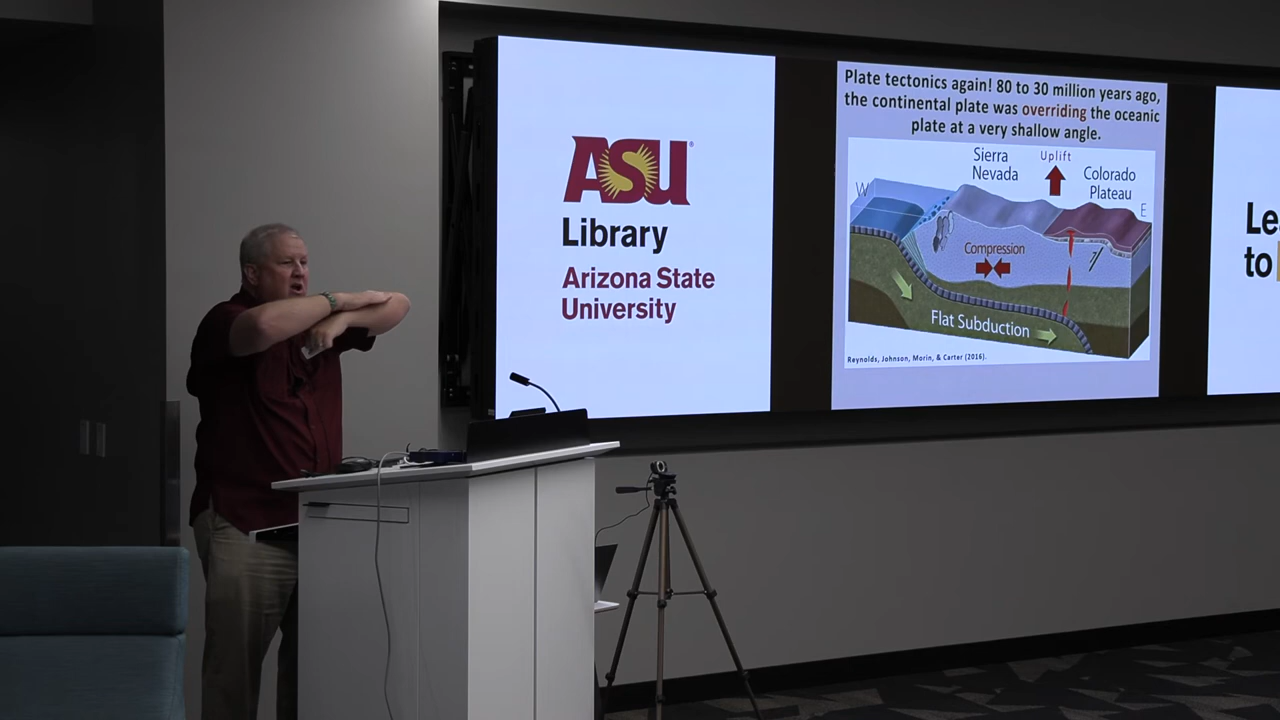 ASU
Library
Arizona State
University
Plate tectonics again! 80 to 30 million years ago,
the continental plate was overriding the oceanic
plate at a very shallow angle.
Sierra
Nevada
Uplift
Colorado
Plateau
W
E
Compression
Flat Subduction
Reynolds, Johnson, Morin, & Carter (2016).
to